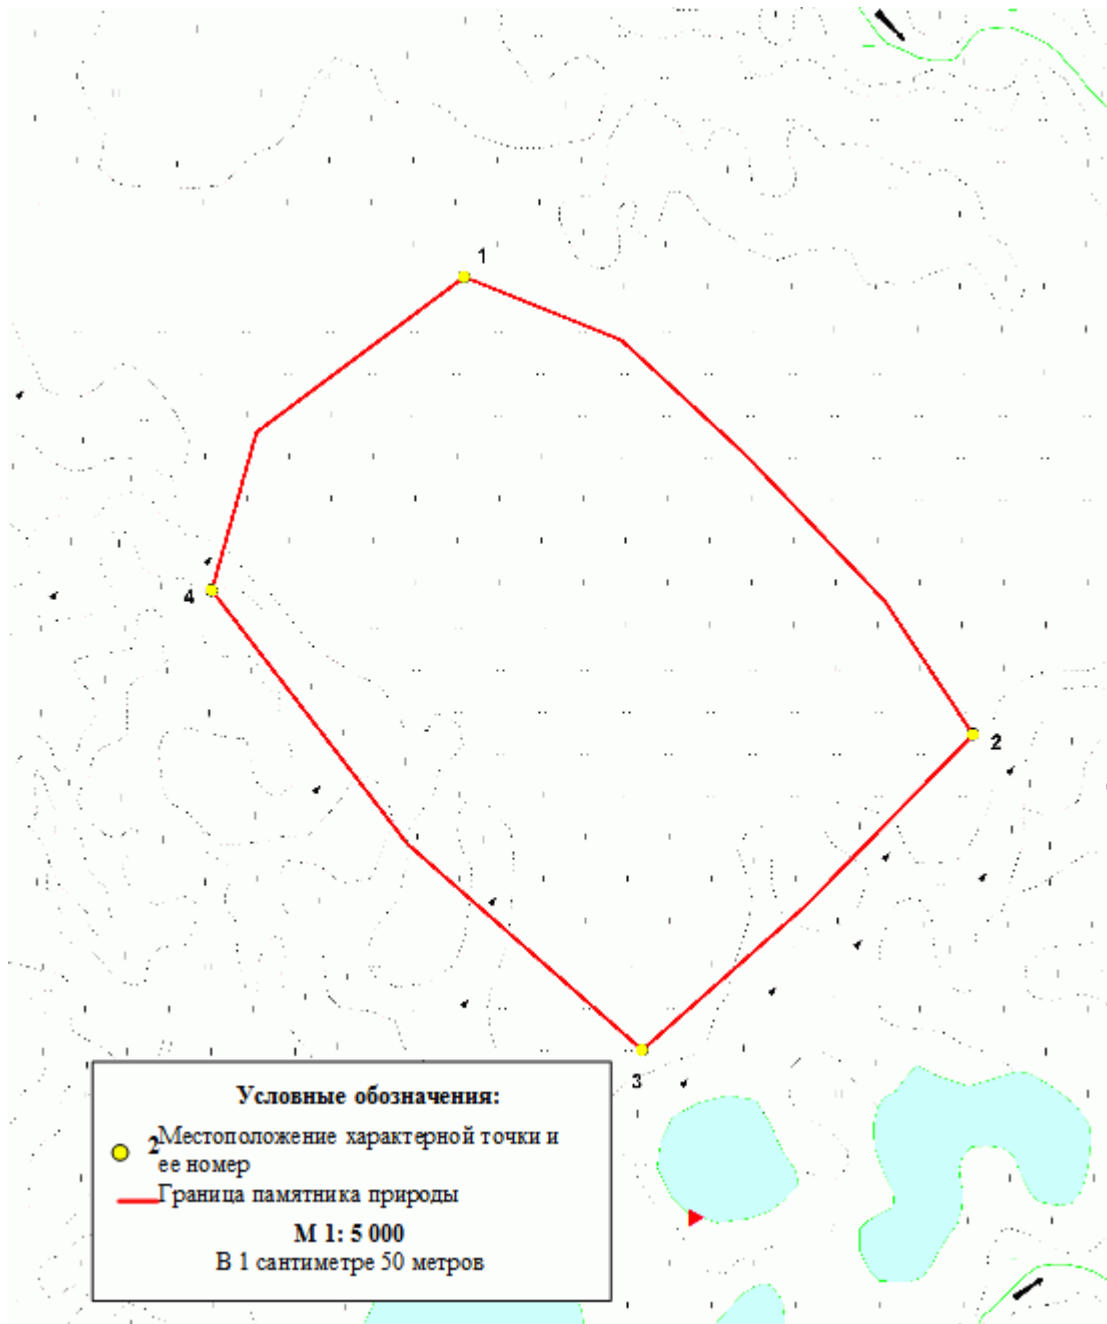 1
4
2
3
Условные обозначения:
2 Местоположение характерной точки и
ее номер
Граница памятника природы
М 1: 5 000
В 1 сантиметре 50 метров